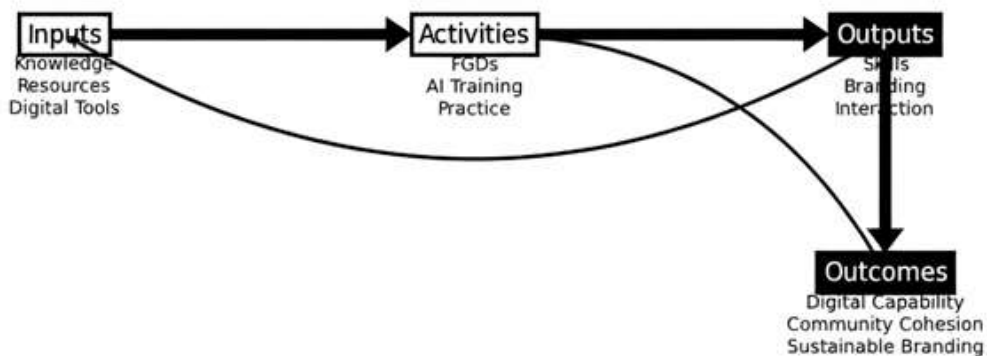 Inputs
Knowledge
Resources
Digital Tools
Activities
FGDs
AI Training
Practice
Outputs
Skills
Branding
Interaction
Outcomes
Digital Capability
Community Cohesion
Sustainable Branding